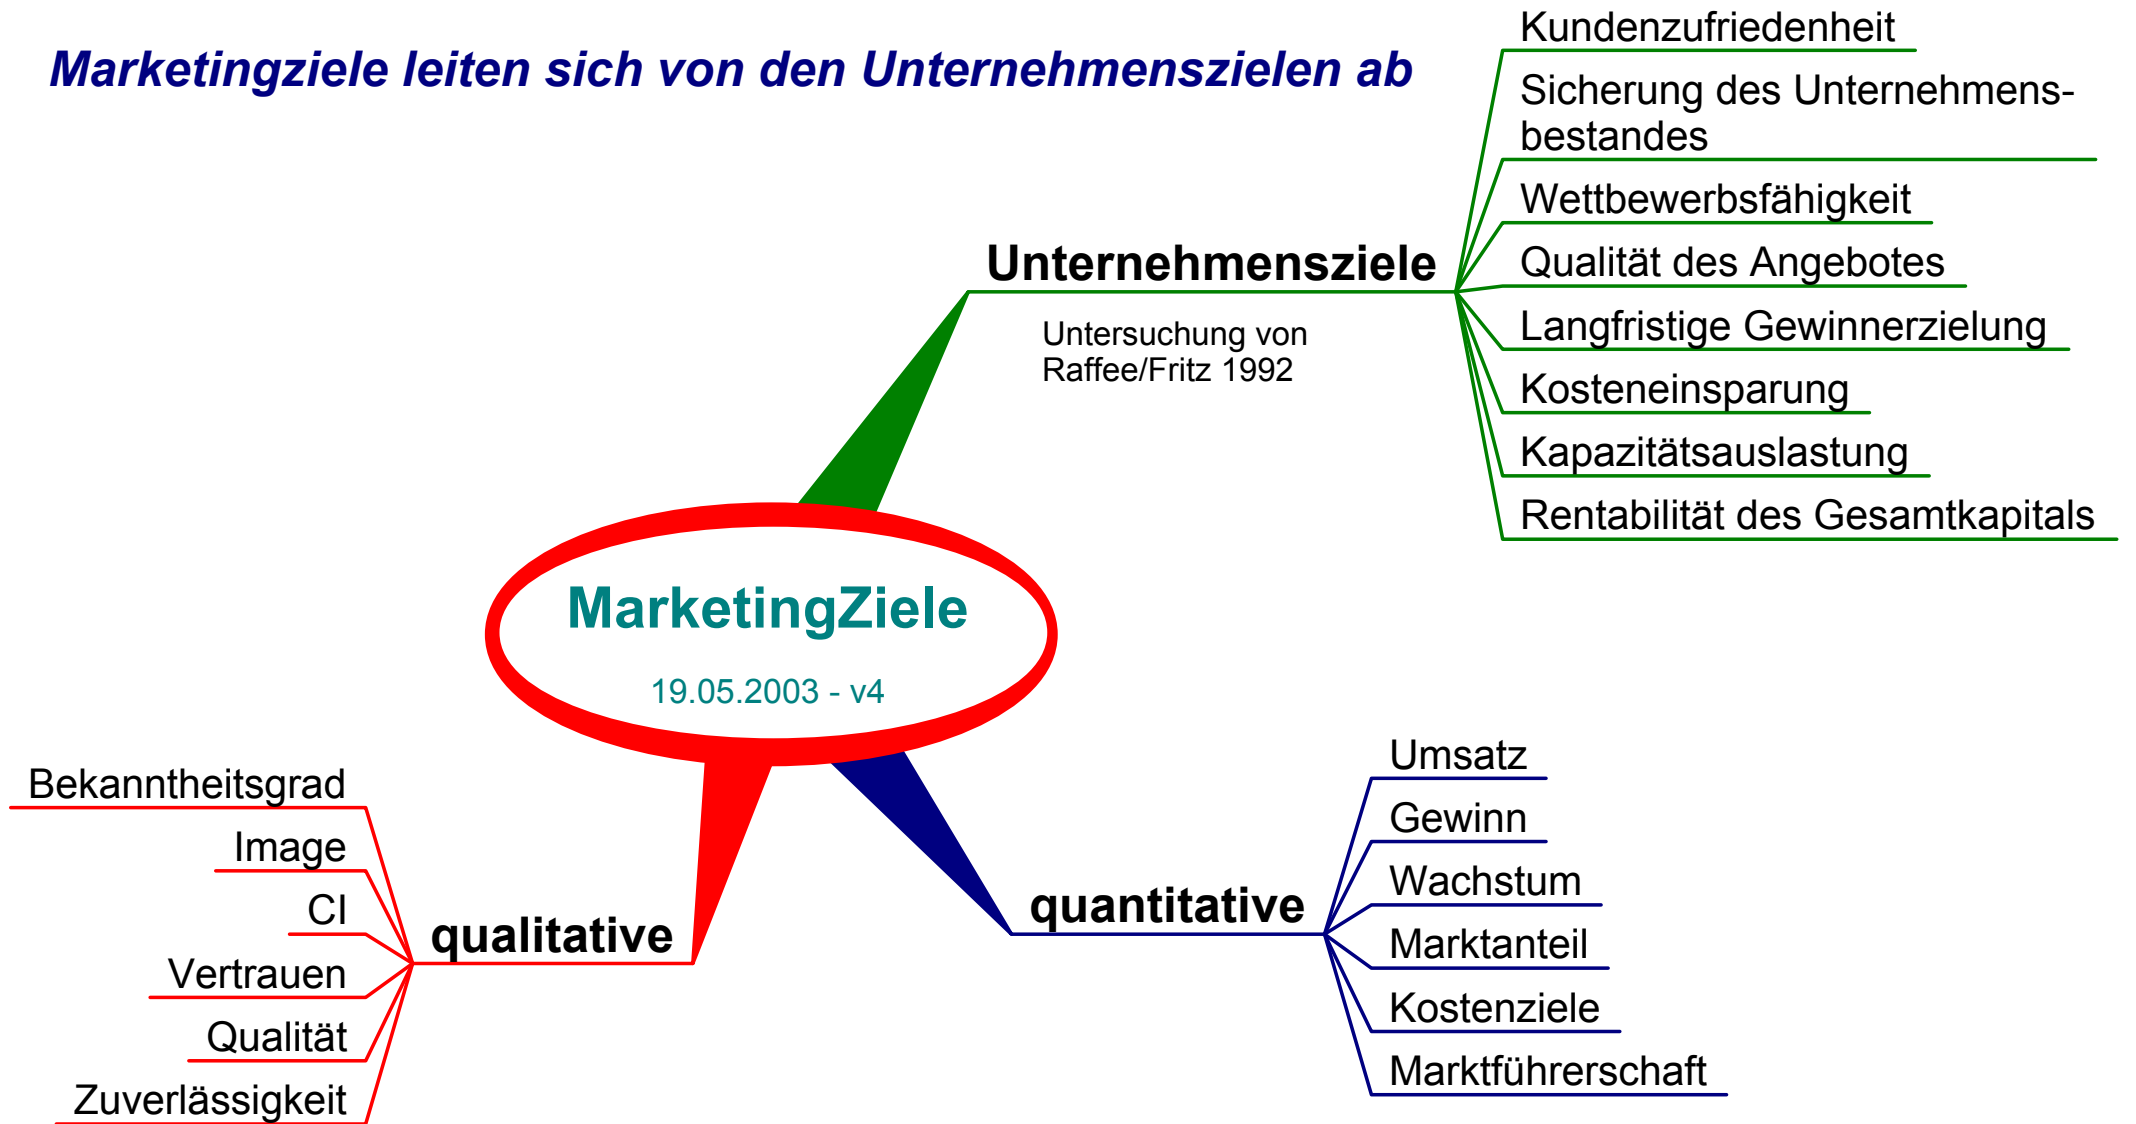 Marketingziele leiten sich von den Unternehmenszielen ab
Unternehmensziele
Untersuchung von
Raffee/Fritz 1992
Kundenzufriedenheit
Sicherung des Unternehmens-
bestandes
Wettbewerbsfähigkeit
Qualität des Angebotes
Langfristige Gewinnerzielung
Kosteneinsparung
Kapazitätsauslastung
Rentabilität des Gesamtkapitals
MarketingZiele
19.05.2003 - v4
qualitative
Bekanntheitsgrad
Image
CI
Vertrauen
Qualität
Zuverlässigkeit
quantitative
Umsatz
Gewinn
Wachstum
Marktanteil
Kostenziele
Marktführerschaft